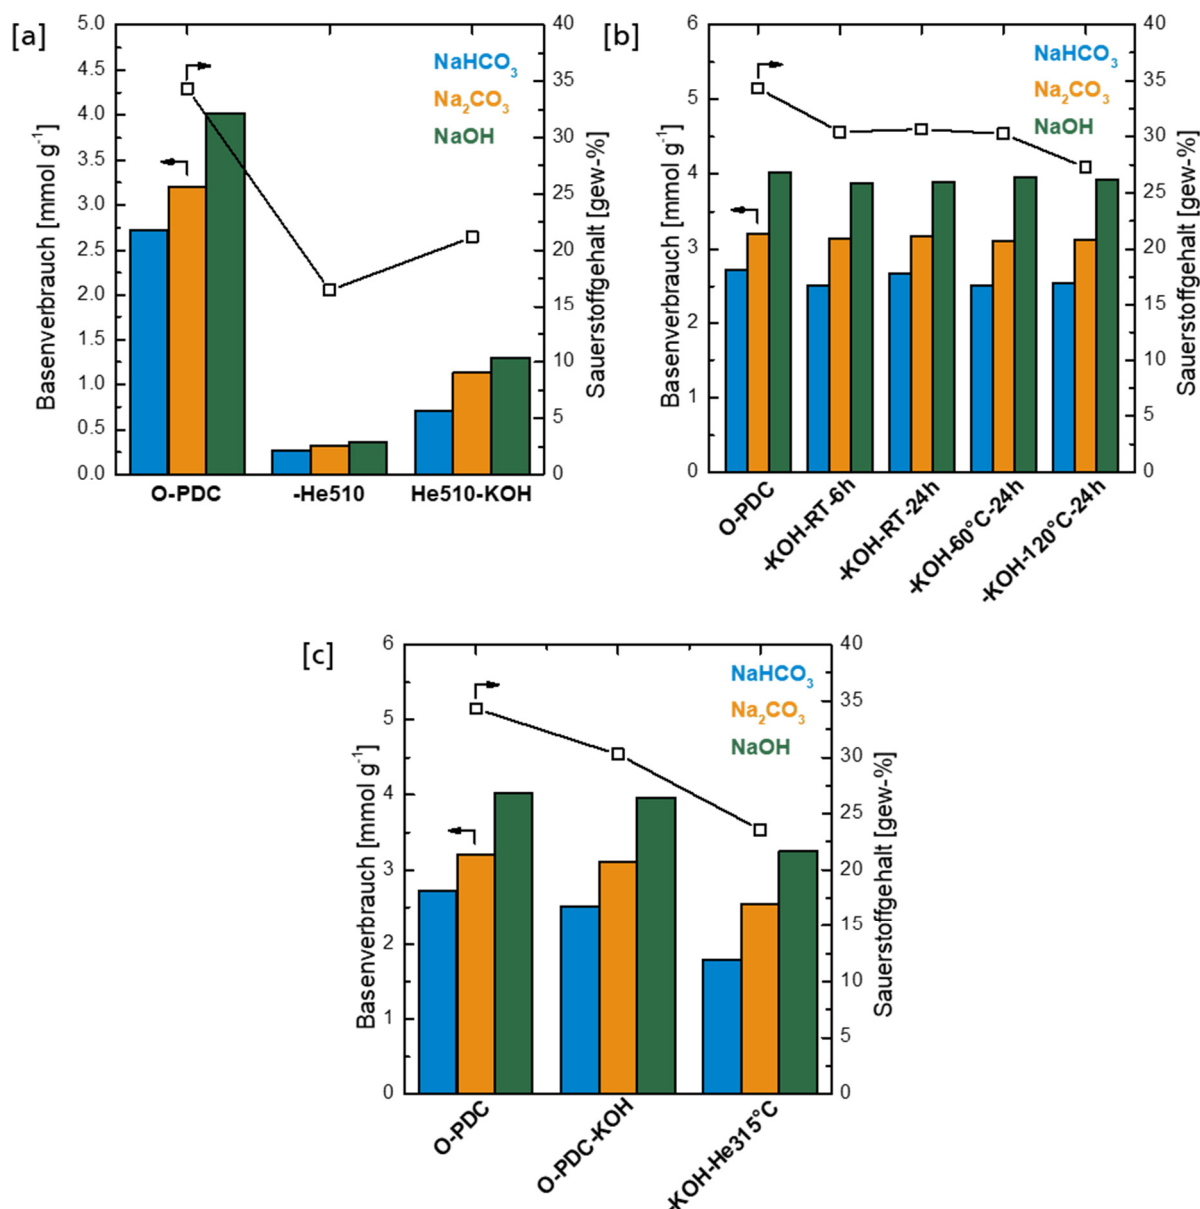 [a]
5.0
4.5
4.0
3.5
3.0
2.5
2.0
1.5
1.0
0.5
0.0
Basenverbrauch [mmol g⁻¹]
NaHCO₃
Na₂CO₃
NaOH
40
35
30
25
20
15
10
5
0
Sauerstoffgehalt [gew-%]
O-PDC
-He510
He510-KOH
[b]
6
5
4
3
2
1
0
Basenverbrauch [mmol g⁻¹]
NaHCO₃
Na₂CO₃
NaOH
40
35
30
25
20
15
10
5
0
Sauerstoffgehalt [gew-%]
O-PDC
-KOH-RT-6h
-KOH-RT-24h
-KOH-60°C-24h
-KOH-120°C-24h
[c]
6
5
4
3
2
1
0
Basenverbrauch [mmol g⁻¹]
NaHCO₃
Na₂CO₃
NaOH
40
35
30
25
20
15
10
5
0
Sauerstoffgehalt [gew-%]
O-PDC
O-PDC-KOH
-KOH-He315°C